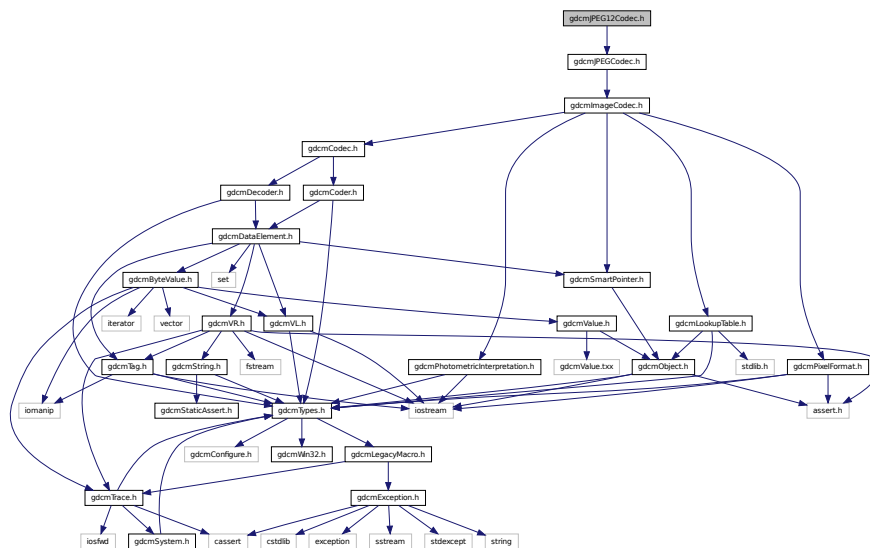 gdcmJPEG12Codec.h
gdcmJPEGCodec.h
gdcmImageCodec.h
gdcmCodec.h
gdcmDecoder.h
gdcmCoder.h
gdcmDataElement.h
gdcmByteValue.h
set
gdcmSmartPointer.h
iterator
vector
gdcmVR.h
gdcmVL.h
gdcmValue.h
gdcmLookupTable.h
gdcmTag.h
gdcmString.h
fstream
gdcmPhotometricInterpretation.h
gdcmValue.txx
gdcmObject.h
stdlib.h
gdcmPixelFormat.h
iomanip
gdcmStaticAssert.h
gdcmTypes.h
iostream
assert.h
gdcmConfigure.h
gdcmWin32.h
gdcmLegacyMacro.h
gdcmTrace.h
gdcmException.h
iosfwd
gdcmSystem.h
cassert
cstdlib
exception
sstream
stdexcept
string